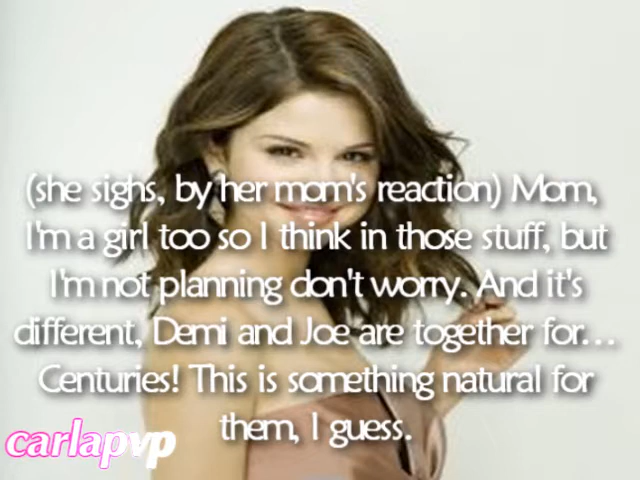 (she sighs, by her mom's reaction) Mom,
I'm a girl too so I think in those stuff, but
I'm not planning don't worry. And it's
different, Demi and Joe are together for...
Centuries! This is something natural for
them, I guess.
carlapvp